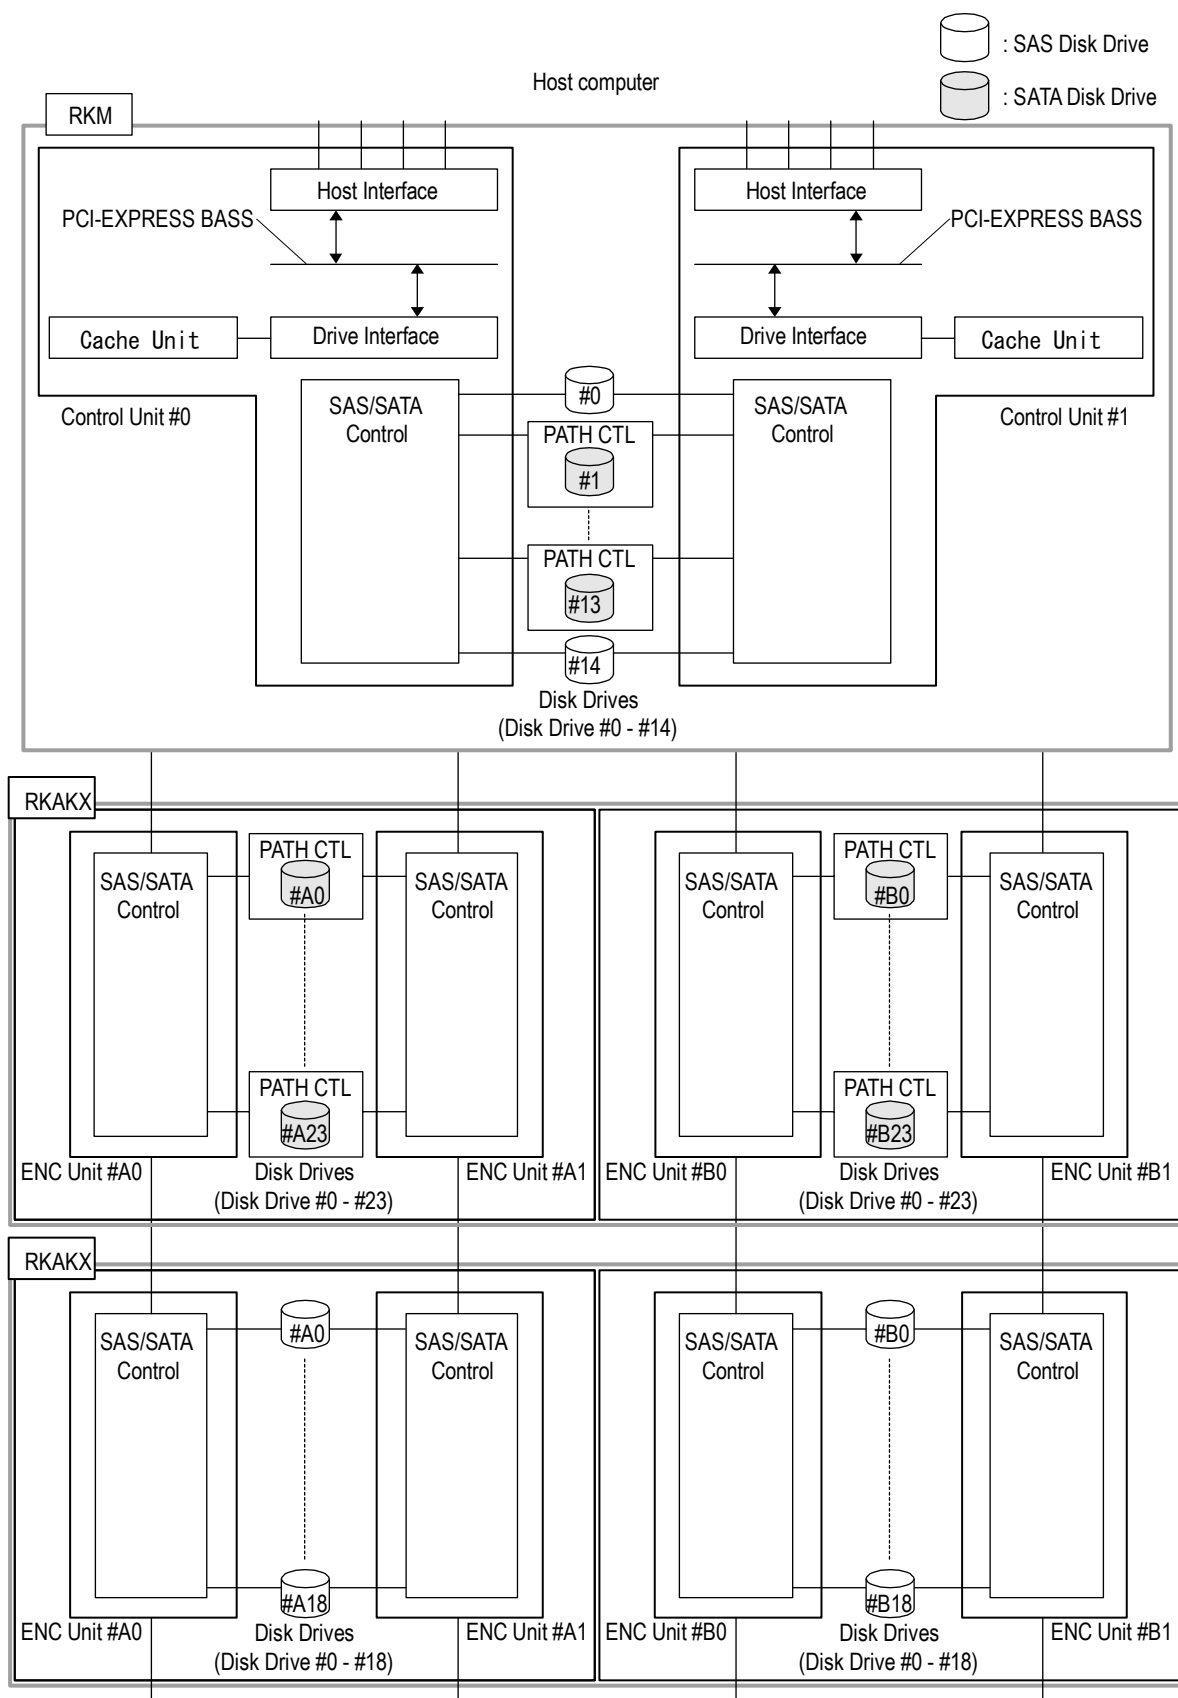 : SAS Disk Drive
Host computer
: SATA Disk Drive
RKM
Host Interface
Host Interface
PCI-EXPRESS BASS
PCI-EXPRESS BASS
Cache Unit
Drive Interface
Drive Interface
Cache Unit
#0
SAS/SATA
Control
SAS/SATA
Control
Control Unit #0
Control Unit #1
PATH CTL
#1
PATH CTL
#13
#14
Disk Drives
(Disk Drive #0 - #14)
RKAKX
PATH CTL
#A0
SAS/SATA
Control
SAS/SATA
Control
PATH CTL
#B0
SAS/SATA
Control
SAS/SATA
Control
PATH CTL
#A23
PATH CTL
#B23
ENC Unit #A0
Disk Drives
(Disk Drive #0 - #23)
ENC Unit #A1
ENC Unit #B0
Disk Drives
(Disk Drive #0 - #23)
ENC Unit #B1
RKAKX
#A0
SAS/SATA
Control
SAS/SATA
Control
#B0
SAS/SATA
Control
SAS/SATA
Control
#A18
#B18
ENC Unit #A0
Disk Drives
(Disk Drive #0 - #18)
ENC Unit #A1
ENC Unit #B0
Disk Drives
(Disk Drive #0 - #18)
ENC Unit #B1